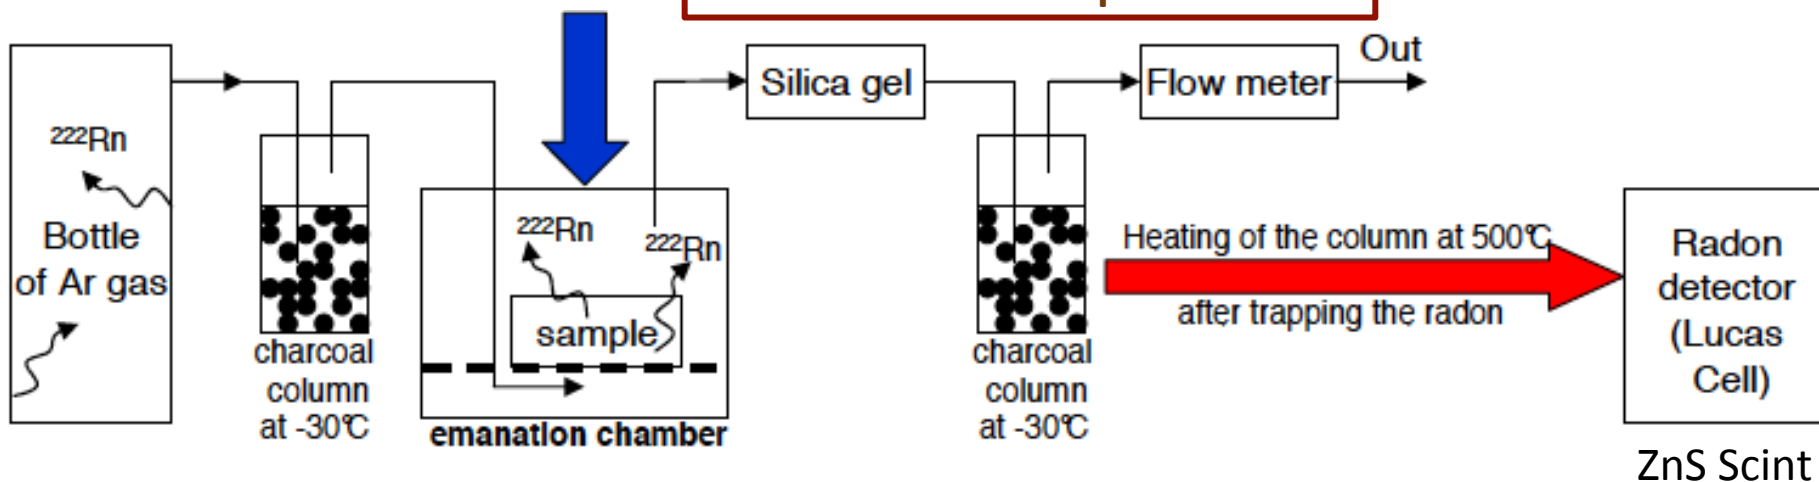 Out
Silica gel
Flow meter
²²²Rn
Bottle
of Ar gas
charcoal
column
at -30℃
²²²Rn
²²²Rn
sample
emanation chamber
charcoal
column
at -30℃
Heating of the column at 500℃
after trapping the radon
Radon
detector
(Lucas
Cell)
ZnS Scint